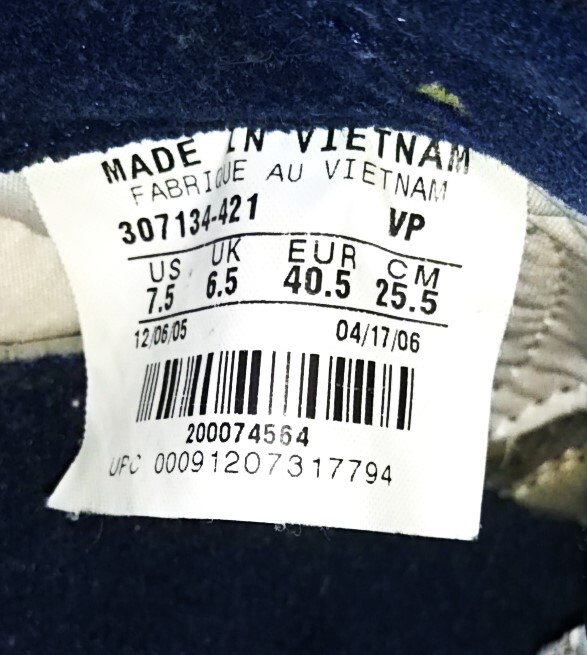 MADE IN VIETNAM
FABRIQUE AU VIETNAM
307134-421 VP
US UK EUR CM
7.5 6.5 40.5 25.5
12/06/05 04/17/06
200074564
UPC 00091207317794